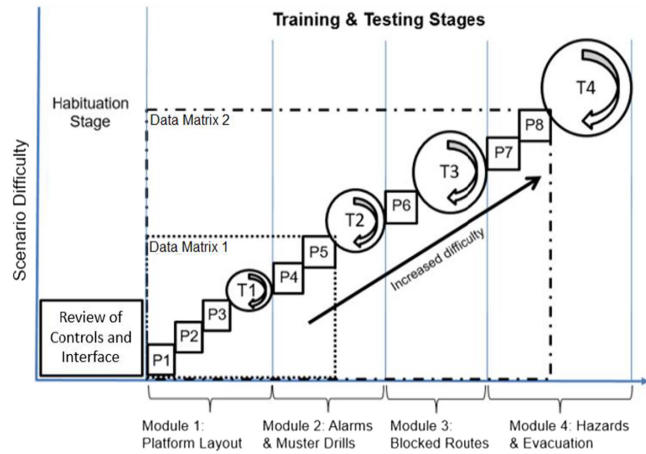 Training & Testing Stages
Habituation
Stage
Data Matrix 2
Data Matrix 1
Scenario Difficulty
Review of
Controls and
Interface
P1
P2
P3
T1
P4
P5
T2
P6
T3
P7
P8
T4
Increased difficulty
Module 1:
Platform Layout
Module 2: Alarms
& Muster Drills
Module 3:
Blocked Routes
Module 4: Hazards
& Evacuation